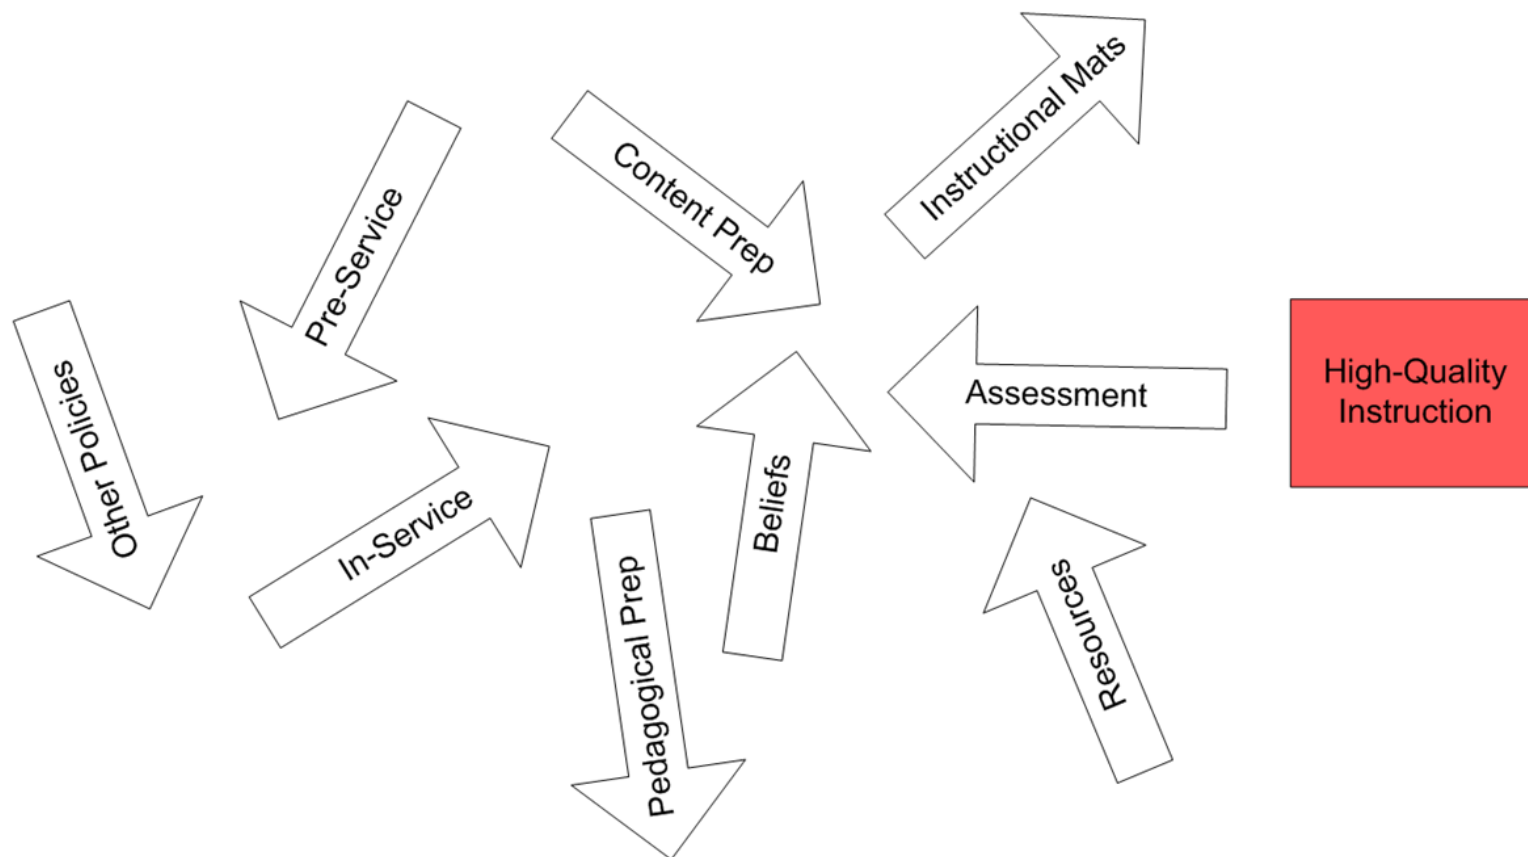 Instructional Mats
Content Prep
Pre-Service
Other Policies
In-Service
Pedagogical Prep
Beliefs
Assessment
Resources
High-Quality
Instruction